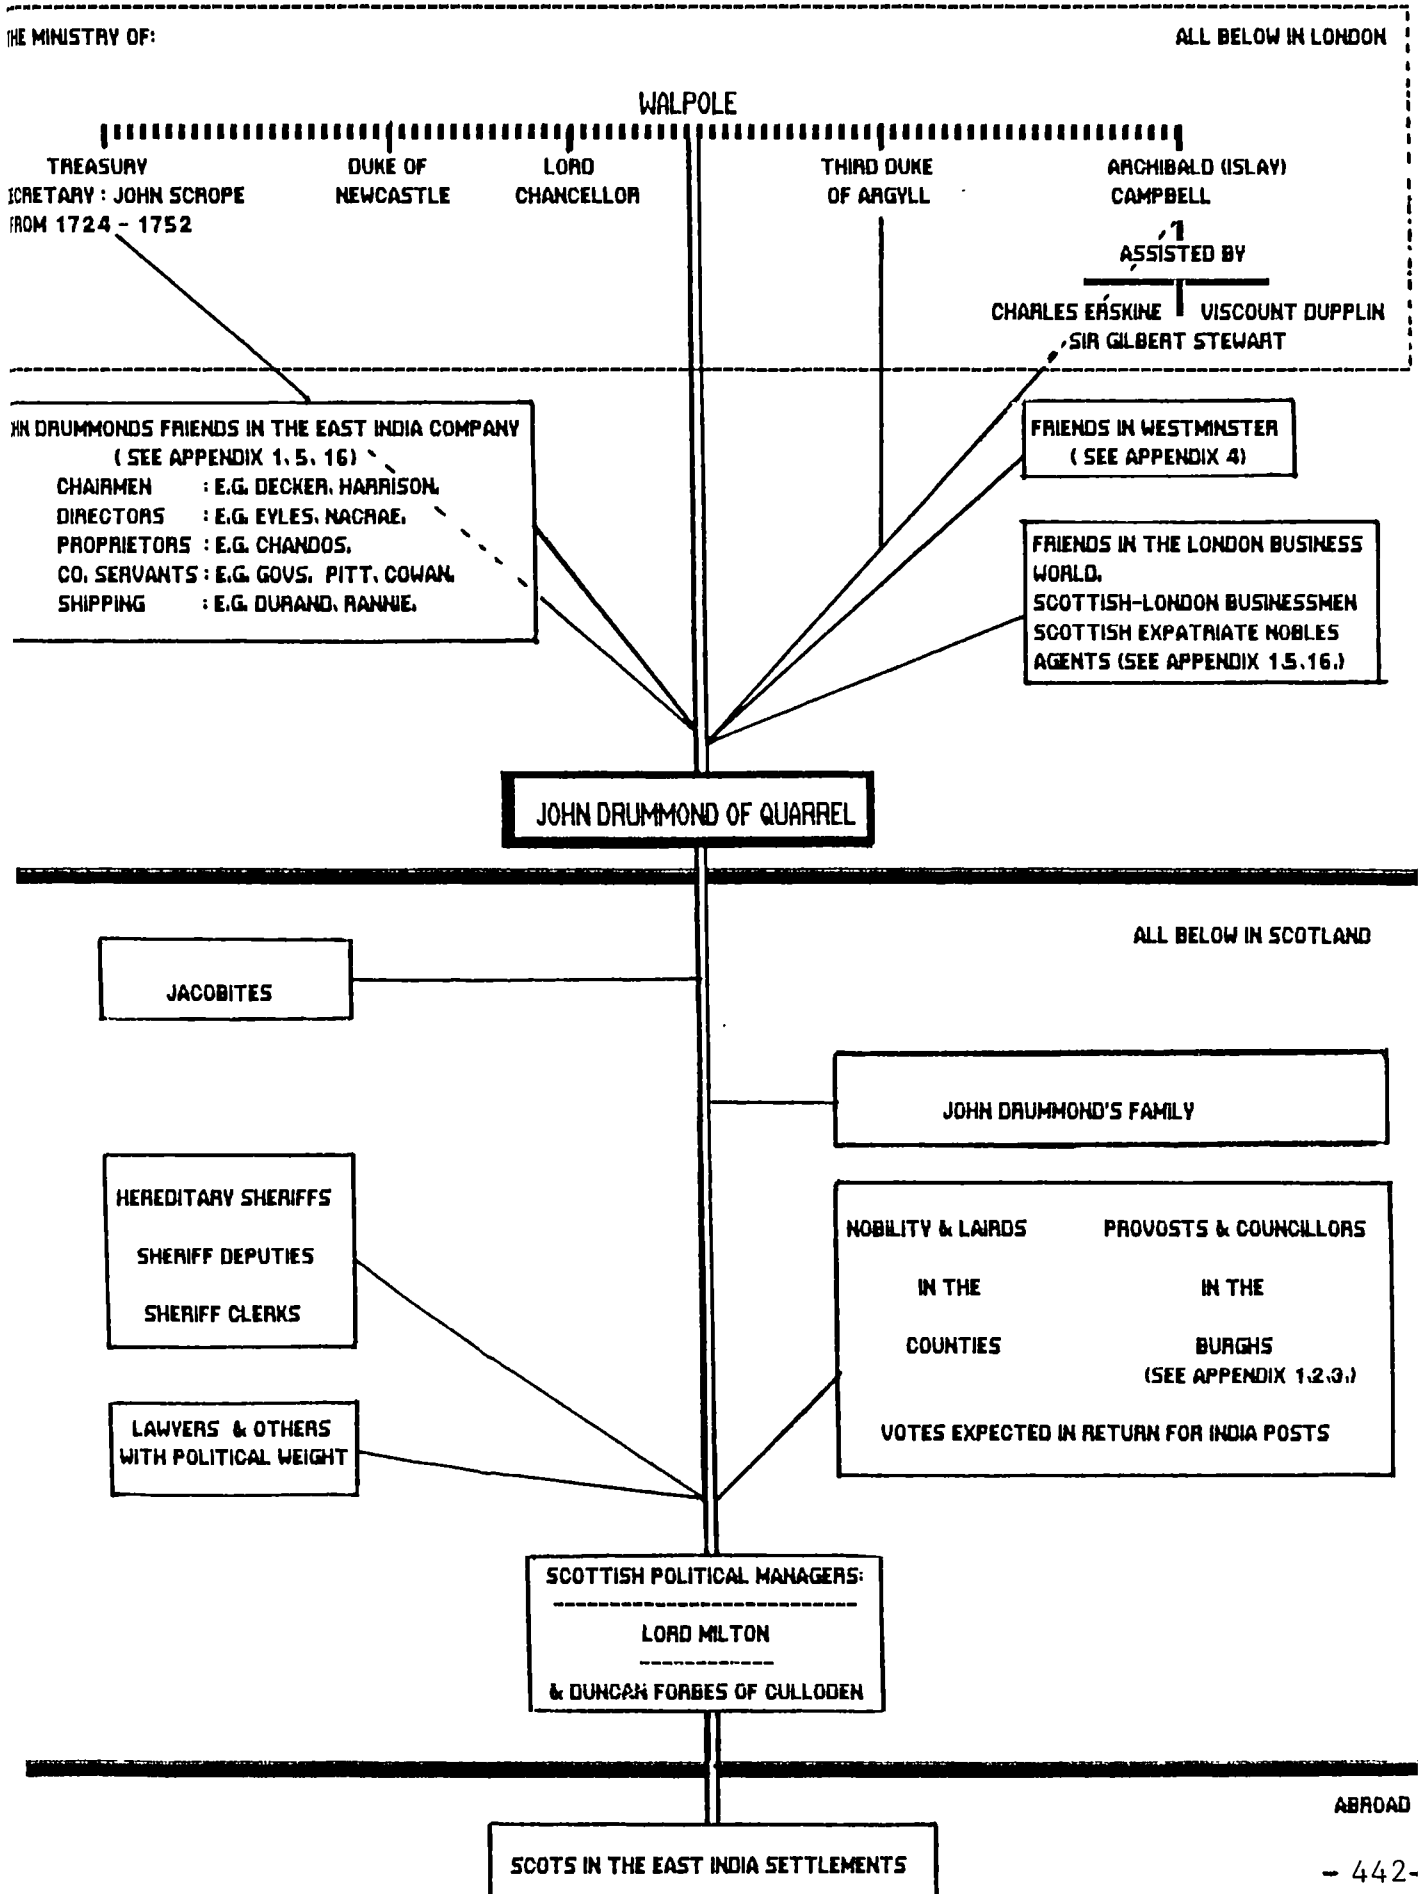 THE MINISTRY OF:
ALL BELOW IN LONDON
WALPOLE
TREASURY
ECRETARY : JOHN SCROPE
FROM 1724 - 1752
DUKE OF
NEWCASTLE
LORD
CHANCELLOR
THIRD DUKE
OF ARGYLL
ARCHIBALD (ISLAY)
CAMPBELL
ASSISTED BY
CHARLES ERSKINE VISCOUNT DUPPLIN
SIR GILBERT STEWART
HN DRUMMONDS FRIENDS IN THE EAST INDIA COMPANY
( SEE APPENDIX 1. 5. 16)
CHAIRMEN : E.G. DECKER. HARRISON.
DIRECTORS : E.G. EYLES. NACRAE.
PROPRIETORS : E.G. CHANDOS.
CO. SERVANTS : E.G. GOVS. PITT. COWAN.
SHIPPING : E.G. DURAND. RANNIE.
FRIENDS IN WESTMINSTER
( SEE APPENDIX 4)
FRIENDS IN THE LONDON BUSINESS
WORLD.
SCOTTISH-LONDON BUSINESSMEN
SCOTTISH EXPATRIATE NOBLES
AGENTS (SEE APPENDIX 1.5.16.)
JOHN DRUMMOND OF QUARREL
ALL BELOW IN SCOTLAND
JACOBITES
JOHN DRUMMOND'S FAMILY
HEREDITARY SHERIFFS
SHERIFF DEPUTIES
SHERIFF CLERKS
NOBILITY & LAIRDS PROVOSTS & COUNCILLORS
IN THE IN THE
COUNTIES BURGHS
(SEE APPENDIX 1.2.3.)
VOTES EXPECTED IN RETURN FOR INDIA POSTS
LAWYERS & OTHERS
WITH POLITICAL WEIGHT
SCOTTISH POLITICAL MANAGERS:
LORD MILTON
& DUNCAN FORBES OF CULLODEN
ABROAD
SCOTS IN THE EAST INDIA SETTLEMENTS
- 442-